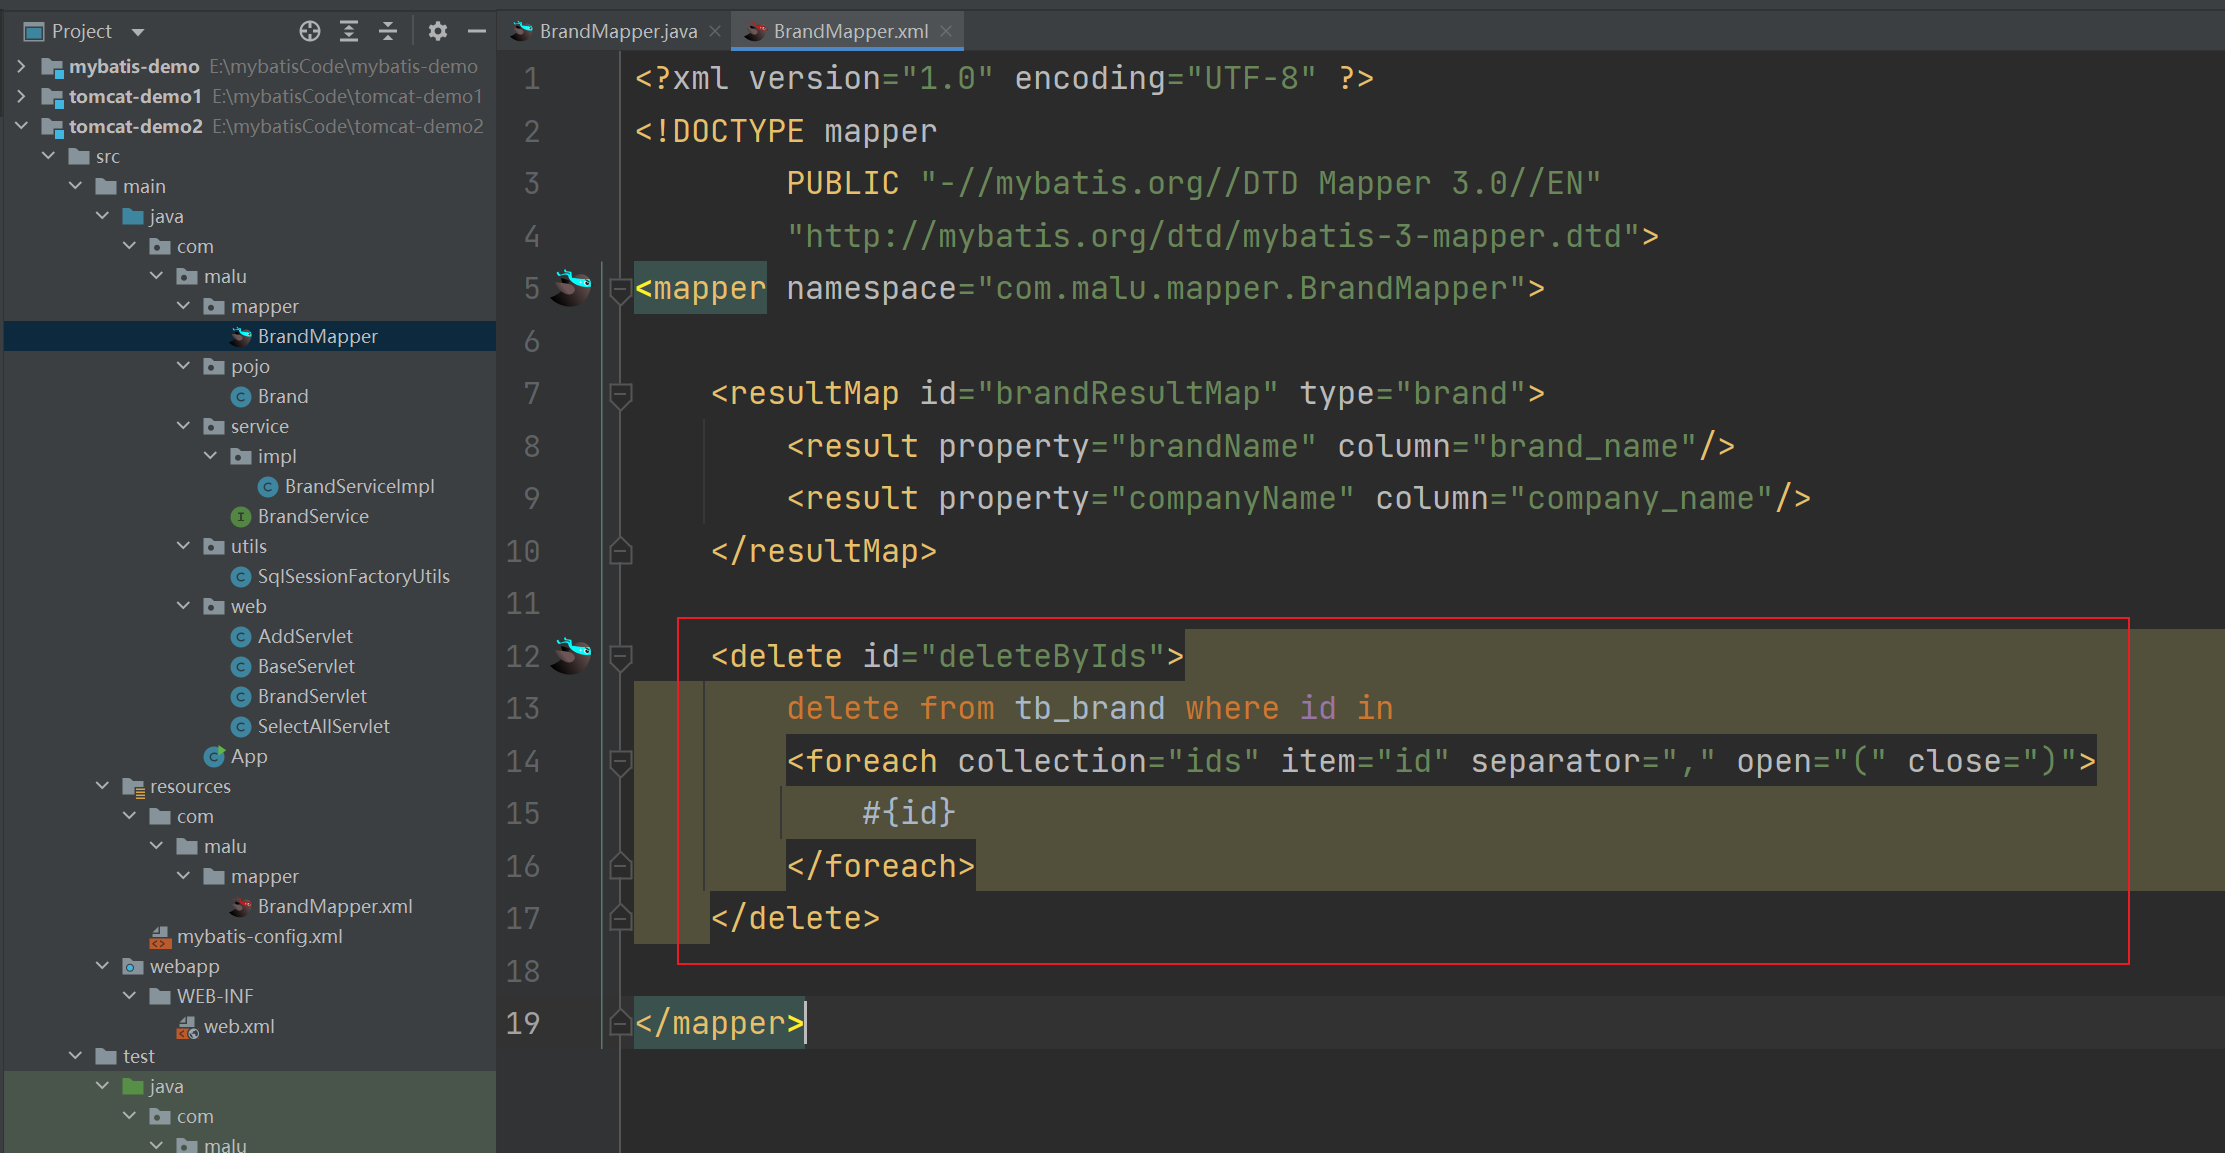 Project
mybatis-demo E:\mybatisCode\mybatis-demo
tomcat-demo1 E:\mybatisCode\tomcat-demo1
tomcat-demo2 E:\mybatisCode\tomcat-demo2
src
main
java
com
malu
mapper
BrandMapper
pojo
Brand
service
impl
BrandServiceImpl
BrandService
utils
SqlSessionFactoryUtils
web
AddServlet
BaseServlet
BrandServlet
SelectAllServlet
App
resources
com
malu
mapper
BrandMapper.xml
mybatis-config.xml
webapp
WEB-INF
web.xml
test
java
com
malu
BrandMapper.java BrandMapper.xml
1 <?xml version="1.0" encoding="UTF-8" ?>
2 <!DOCTYPE mapper
3 PUBLIC "-//mybatis.org//DTD Mapper 3.0//EN"
4 "http://mybatis.org/dtd/mybatis-3-mapper.dtd">
5 <mapper namespace="com.malu.mapper.BrandMapper">
6
7 <resultMap id="brandResultMap" type="brand">
8 <result property="brandName" column="brand_name"/>
9 <result property="companyName" column="company_name"/>
10 </resultMap>
11
12 <delete id="deleteByIds">
13 delete from tb_brand where id in
14 <foreach collection="ids" item="id" separator="," open="(" close=")">
15 #{id}
16 </foreach>
17 </delete>
18
19 </mapper>